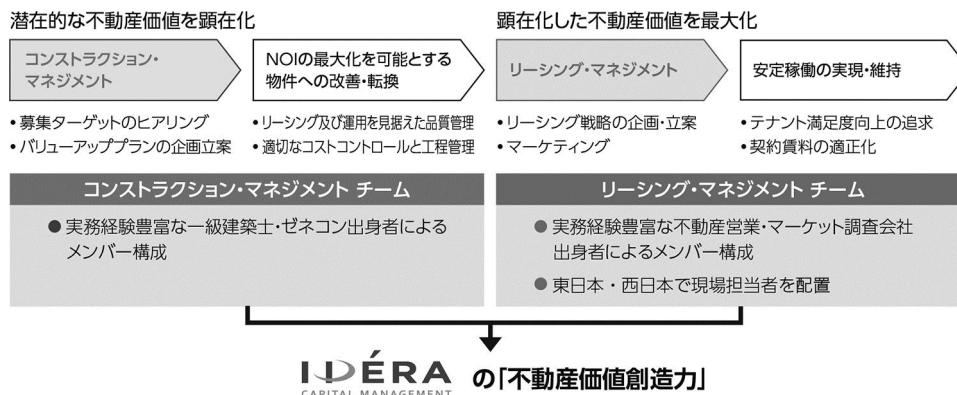 潜在的な不動産価値を顕在化
コンストラクション・
マネジメント
NOIの最大化を可能とする
物件への改善・転換
•募集ターゲットのヒアリング
•バリューアッププランの企画立案
•リーシング及び運用を見据えた品質管理
•適切なコストコントロールと工程管理
コンストラクション・マネジメント チーム
●実務経験豊富な一級建築士・ゼネコン出身者による
メンバー構成
顕在化した不動産価値を最大化
リーシング・マネジメント
安定稼働の実現・維持
•リーシング戦略の企画・立案
•マーケティング
•テナント満足度向上の追求
•契約賃料の適正化
リーシング・マネジメント チーム
●実務経験豊富な不動産営業・マーケット調査会社
出身者によるメンバー構成
●東日本・西日本で現場担当者を配置
IDÉRA の「不動産価値創造力」
CAPITAL MANAGEMENT